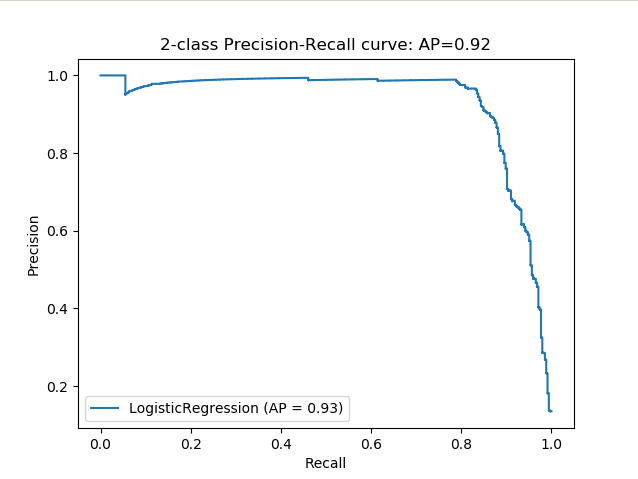 2-class Precision-Recall curve: AP=0.92
1.0
0.8
0.6
0.4
0.2
Precision
LogisticRegression (AP = 0.93)
0.0 0.2 0.4 0.6 0.8 1.0
Recall